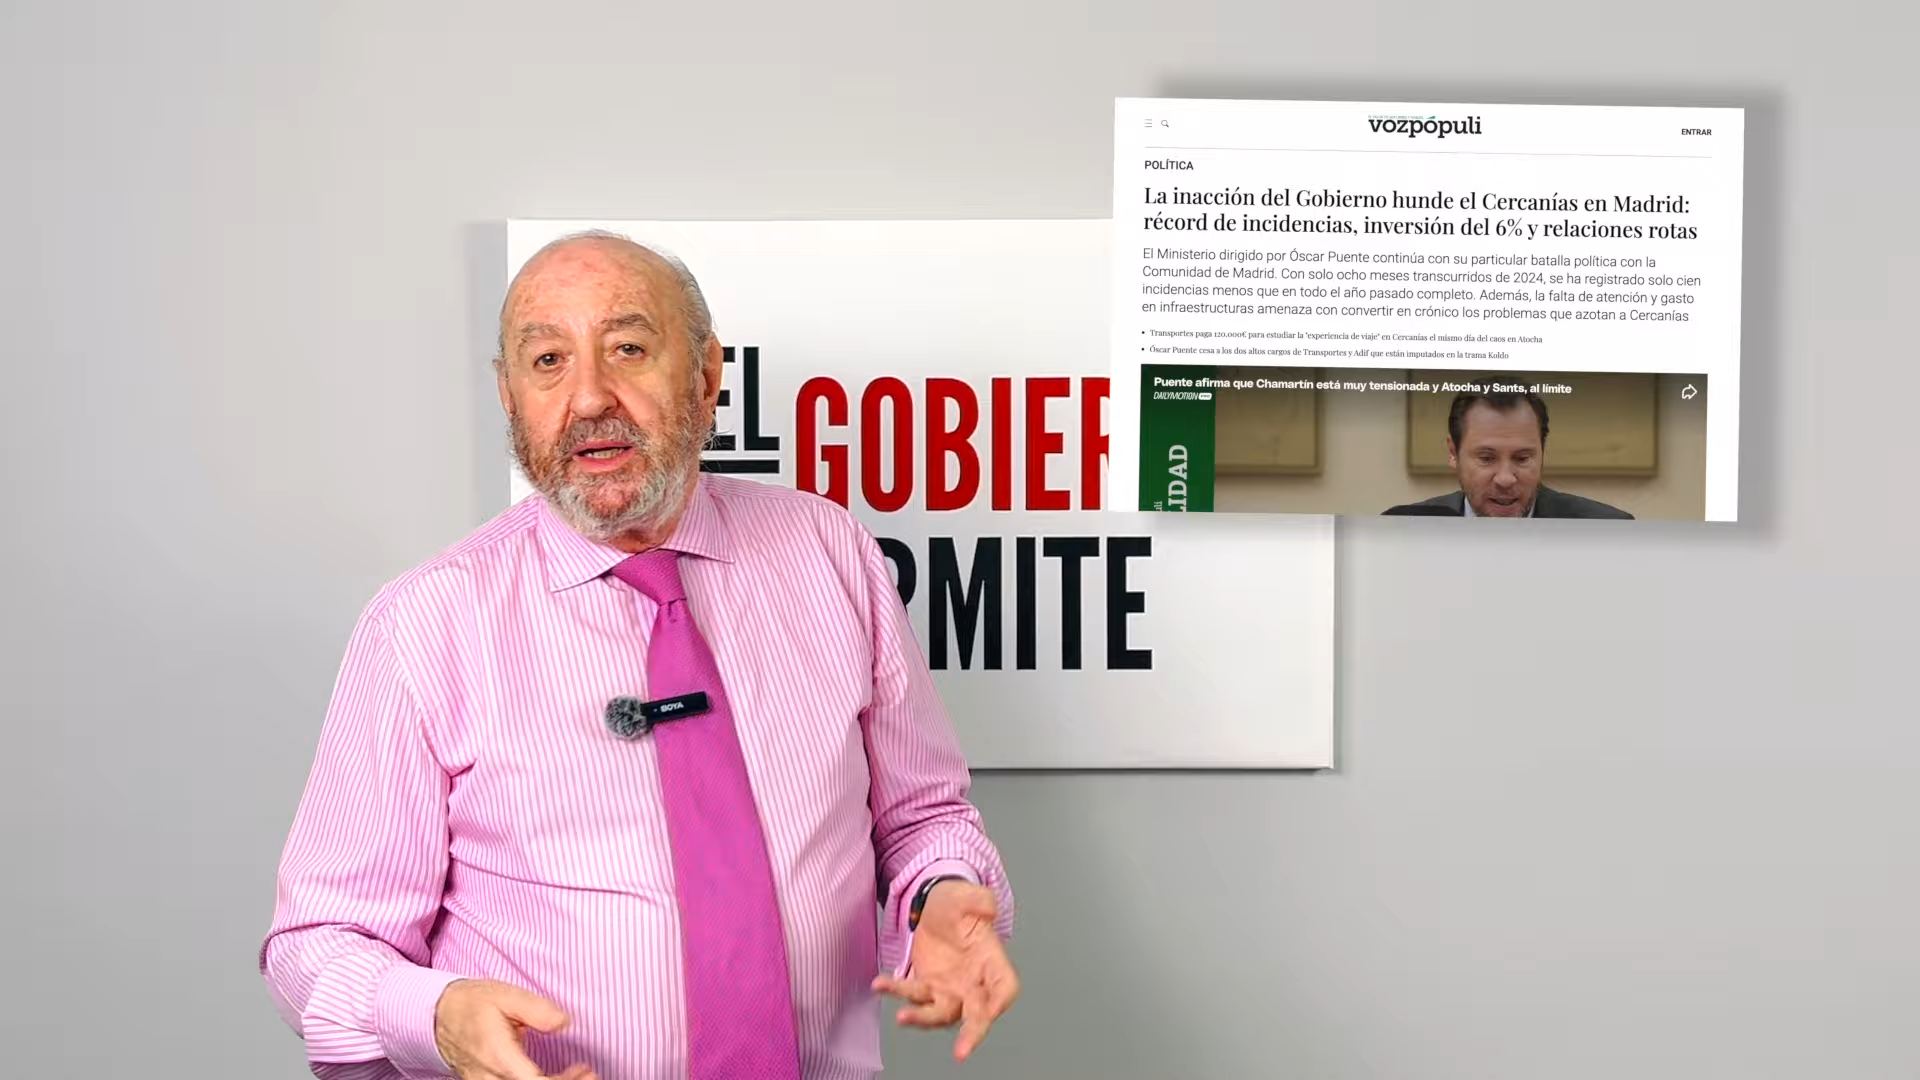 EL
GOBIER
RMITE
BOYA
vozpópuli
ENTRAR
POLÍTICA
La inacción del Gobierno hunde el Cercanías en Madrid:
récord de incidencias, inversión del 6% y relaciones rotas
El Ministerio dirigido por Óscar Puente continúa con su particular batalla política con la
Comunidad de Madrid. Con solo ocho meses transcurridos de 2024, se ha registrado solo cien
incidencias menos que en todo el año pasado completo. Además, la falta de atención y gasto
en infraestructuras amenaza con convertir en crónico los problemas que azotan a Cercanías
• Transportes paga 120.000€ para estudiar la "experiencia de viaje" en Cercanías el mismo día del caos en Atocha
• Óscar Puente cesa a los dos altos cargos de Transportes y Adif que están imputados en la trama Koldo
Puente afirma que Chamartín está muy tensionada y Atocha y Sants, al límite
DAILYMOTION
LIDAD